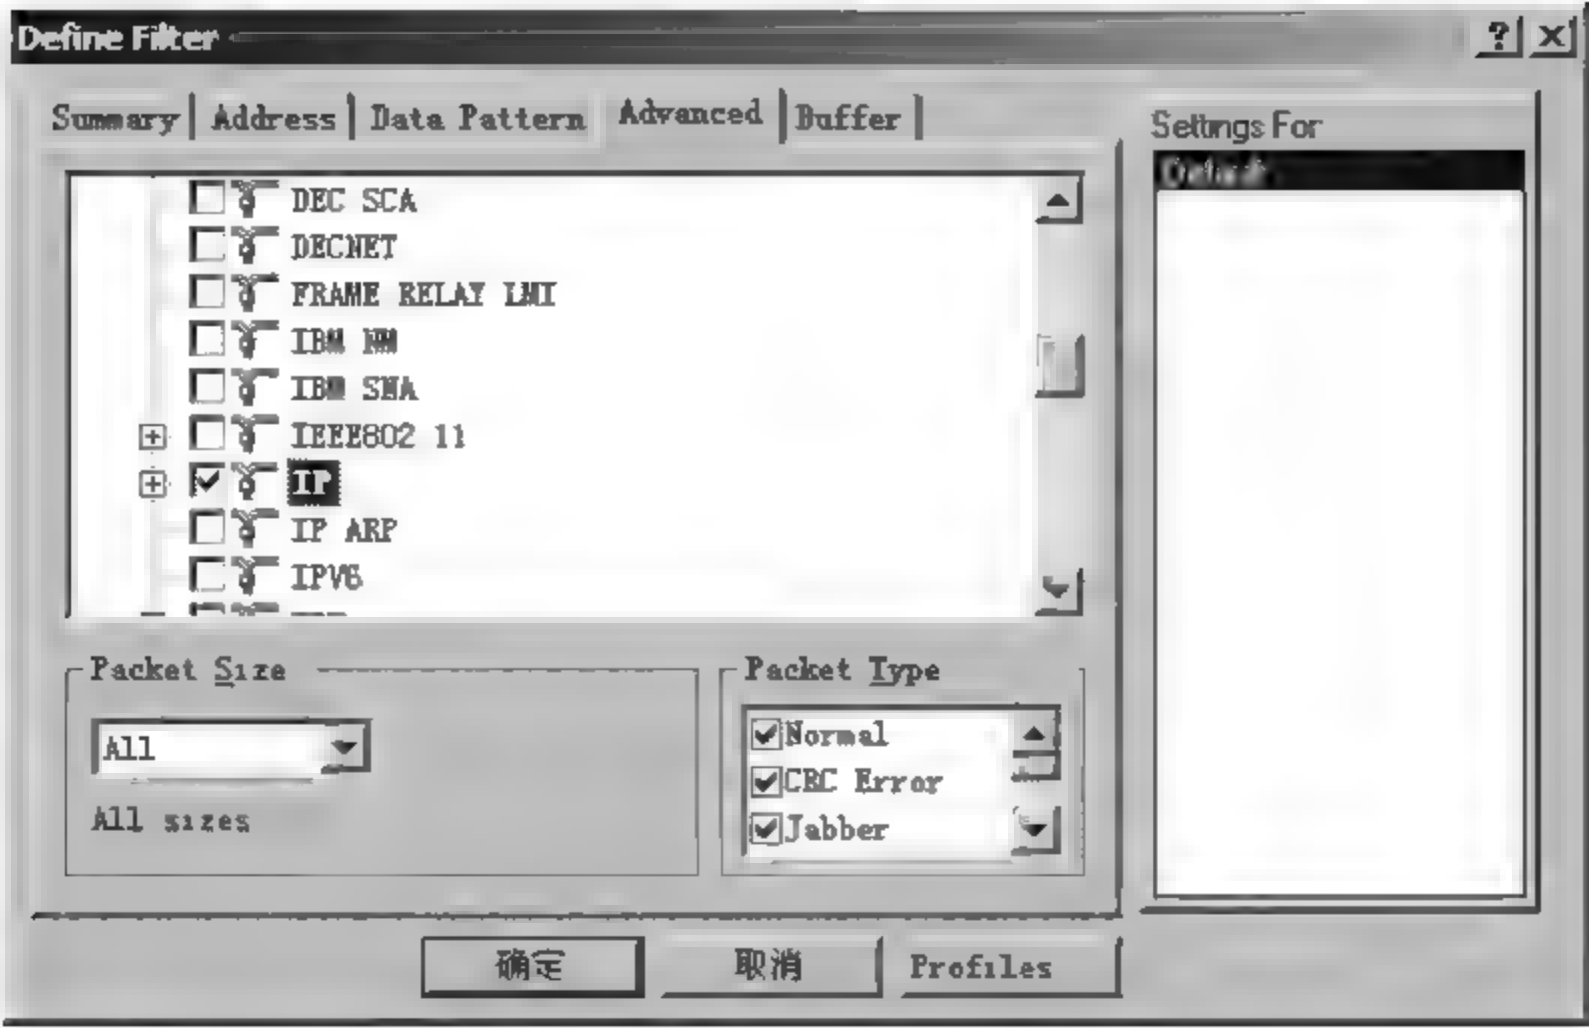 Define Filter
Summary Address Data Pattern Advanced Buffer
Settings For
Default
DEC SCA
DECNET
FRAME RELAY LMI
IBM NM
IBM SNA
IEEE802 11
IP
IP ARP
IPV6
Packet Size
All
All sizes
Packet Type
Normal
CRC Error
Jabber
确定 取消 Profiles